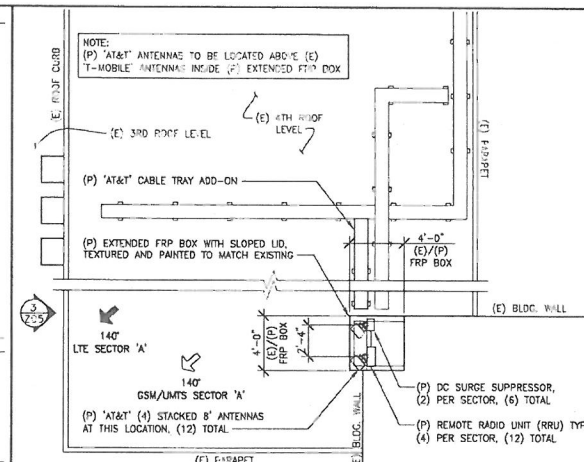 NOTE:
(P) 'AT&T' ANTENNAS TO BE LOCATED ABOVE (E)
'T-MOBILE' ANTENNAS INSIDE (P) EXTENDED FRP BOX
(E) ROOF CURB
(E) 3RD ROOF LEVEL
(E) 4TH ROOF
LEVEL
(E) PARAPET
(P) 'AT&T' CABLE TRAY ADD-ON
4'-0"
(E)/(P)
FRP BOX
(P) EXTENDED FRP BOX WITH SLOPED LID,
TEXTURED AND PAINTED TO MATCH EXISTING
(E) BLDG. WALL
3
Z05
140°
LTE SECTOR 'A'
140°
GSM/UMTS SECTOR 'A'
4'-0"
(E)/(P)
FRP BOX
2'-4"
(P) 'AT&T' (4) STACKED 8' ANTENNAS
AT THIS LOCATION, (12) TOTAL
(P) DC SURGE SUPPRESSOR,
(2) PER SECTOR, (6) TOTAL
(P) REMOTE RADIO UNIT (RRU) TYP
(4) PER SECTOR, (12) TOTAL
(E) BLDG. WALL
(E) PARAPET